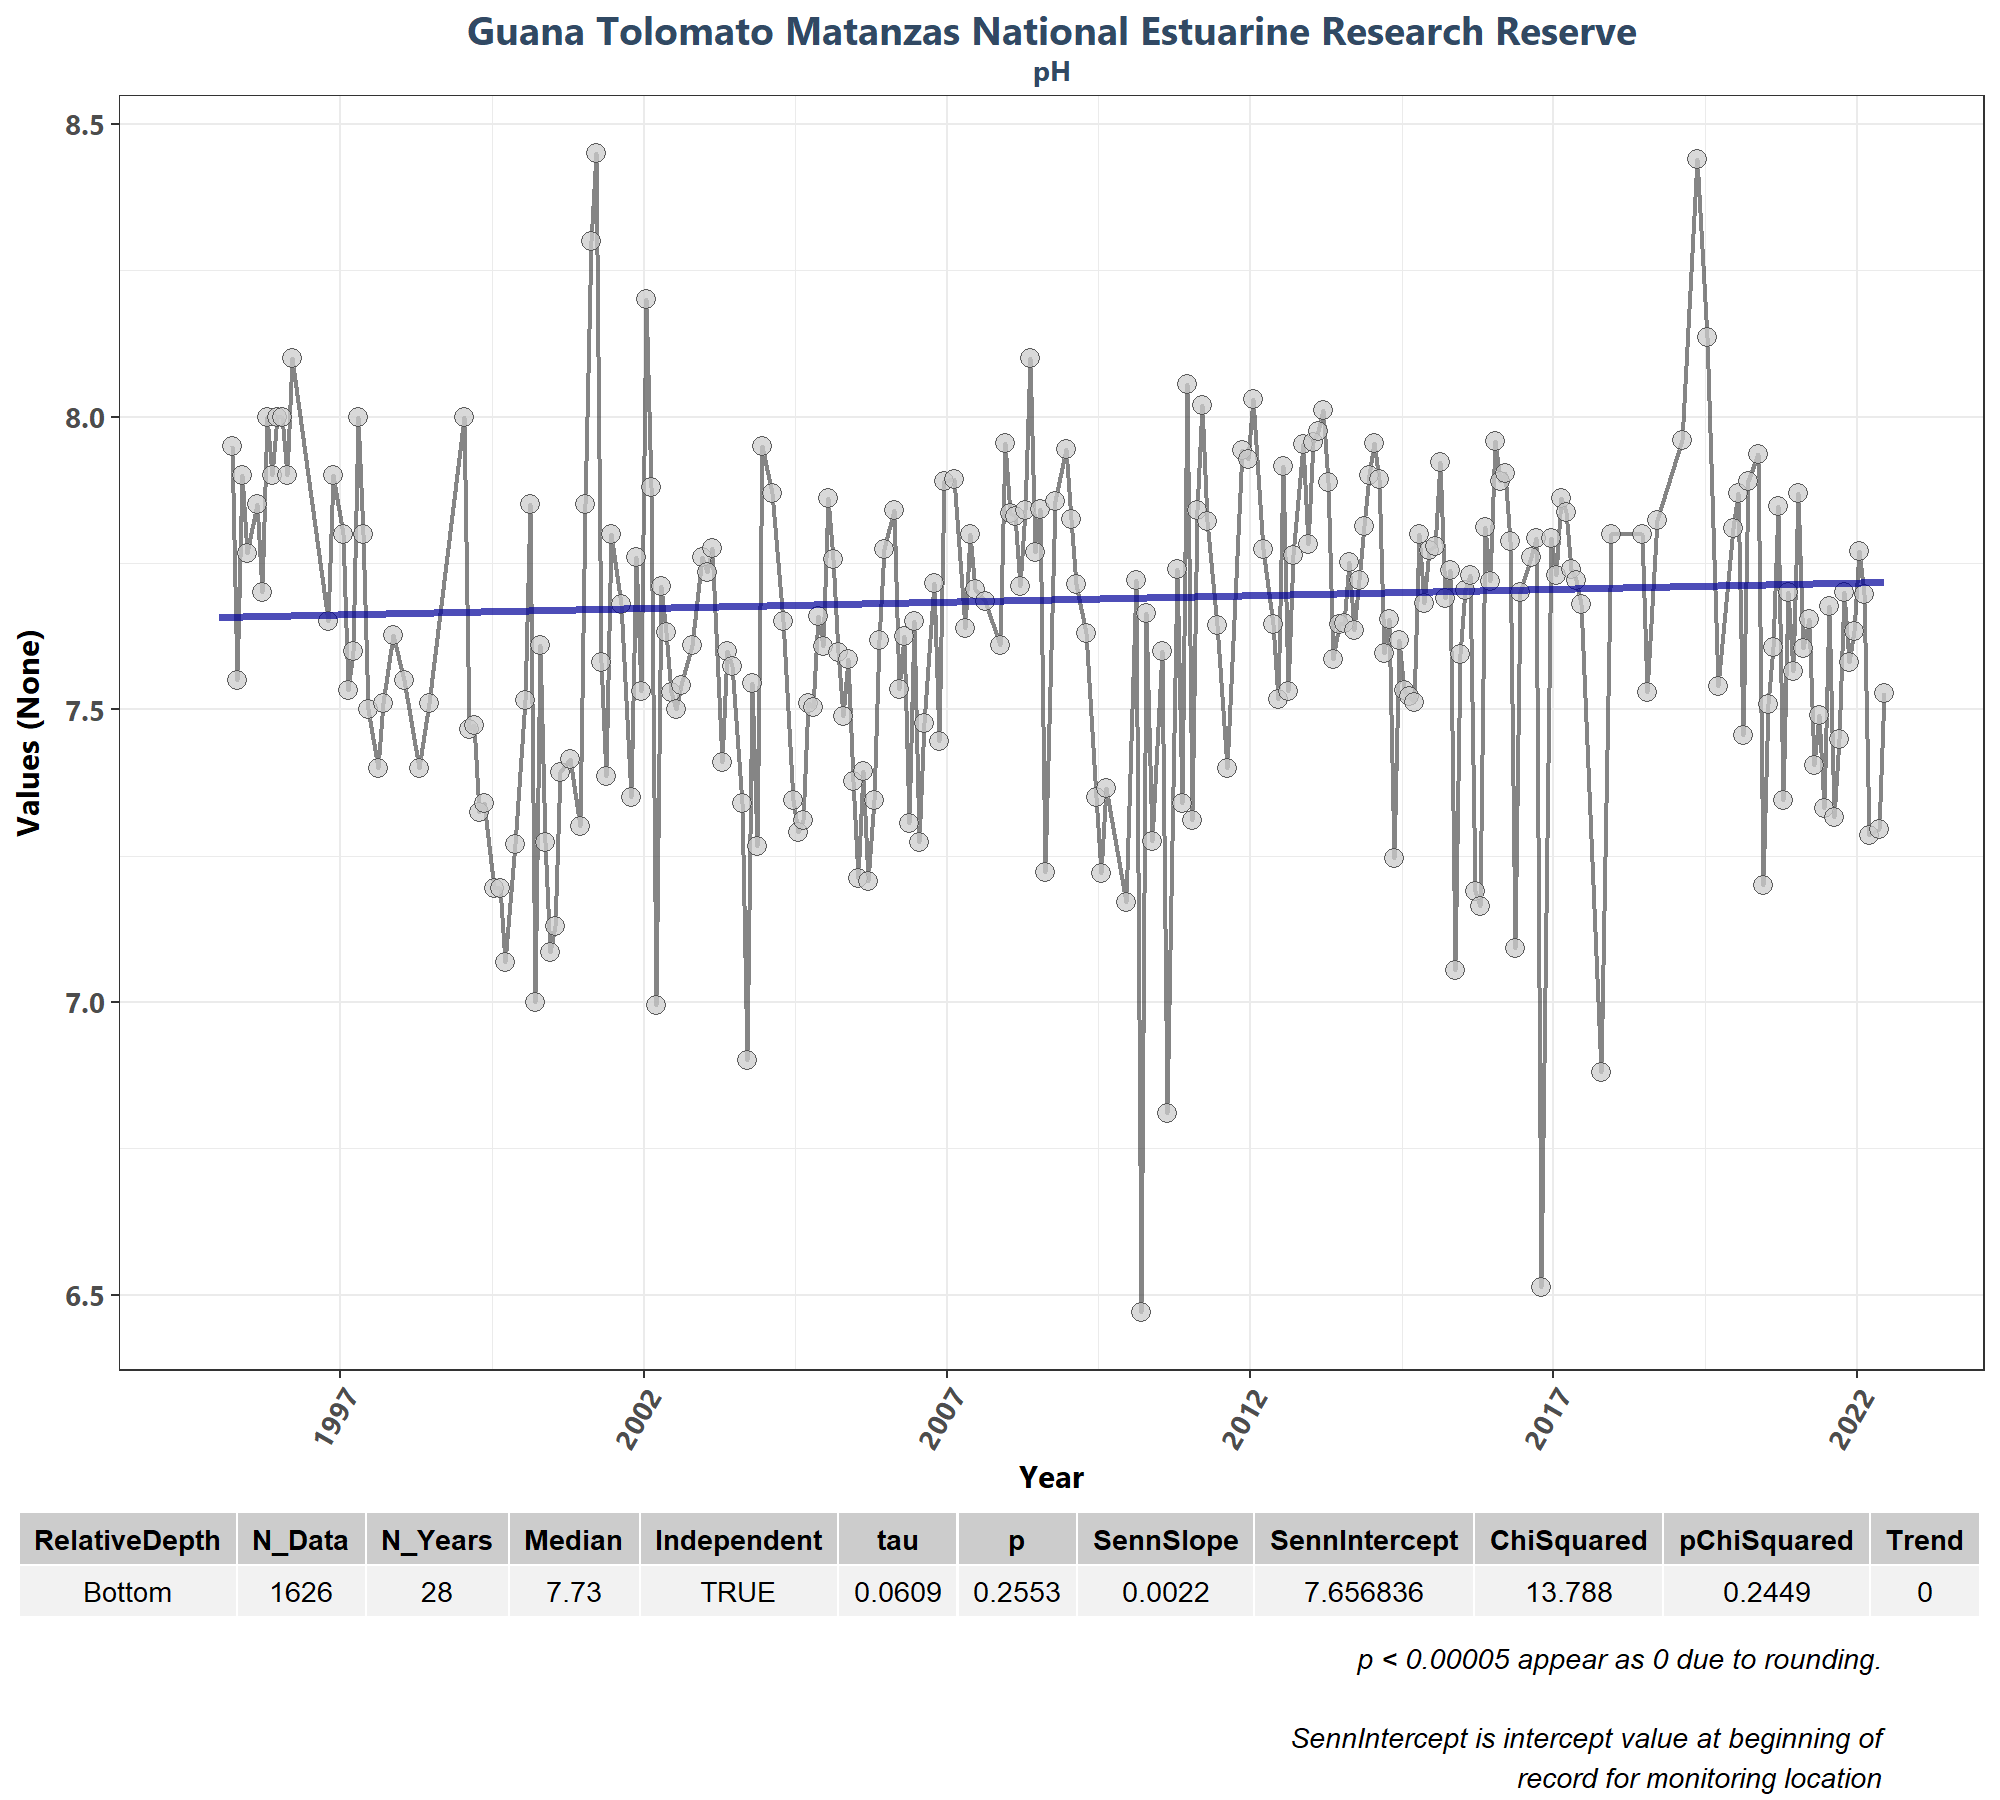 Guana Tolomato Matanzas National Estuarine Research Reserve
pH
Values (None)
8.5
8.0
7.5
7.0
6.5
1997 2002 2007 2012 2017 2022
Year
RelativeDepth N_Data N_Years Median Independent tau p SennSlope SennIntercept ChiSquared pChiSquared Trend
Bottom 1626 28 7.73 TRUE 0.0609 0.2553 0.0022 7.656836 13.788 0.2449 0
p < 0.00005 appear as 0 due to rounding.
SennIntercept is intercept value at beginning of
record for monitoring location